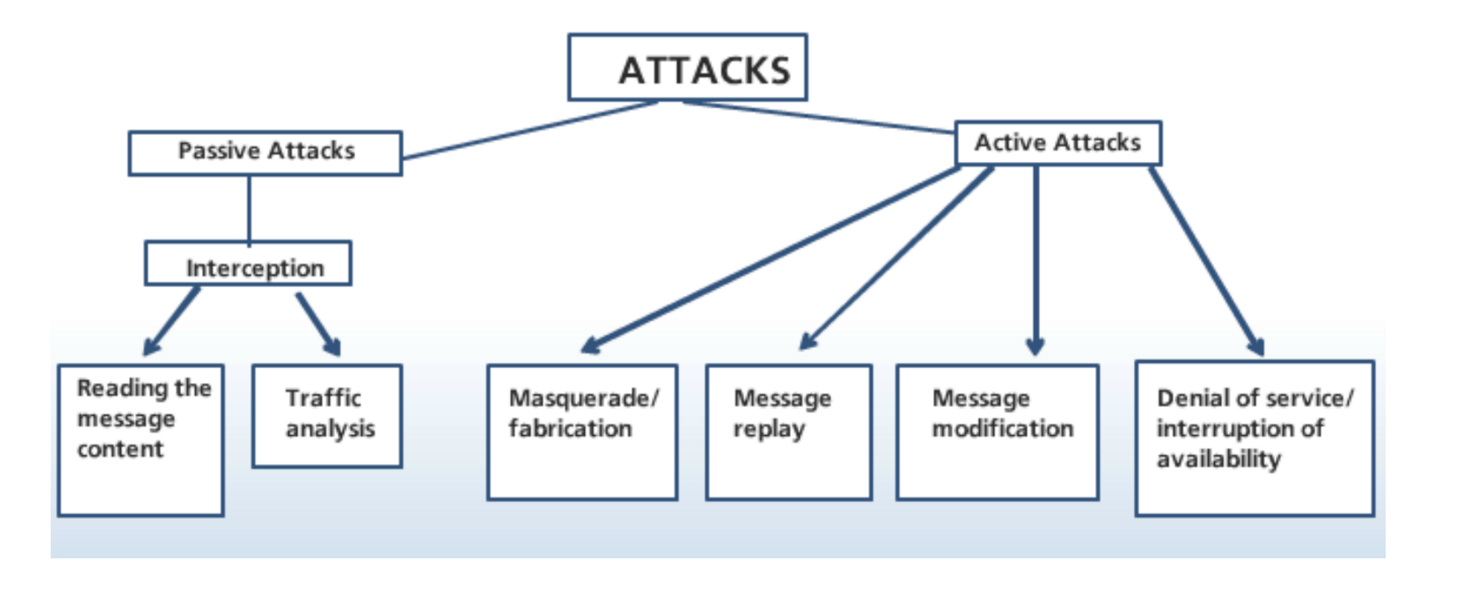 ATTACKS
Passive Attacks
Active Attacks
Interception
Reading the
message
content
Traffic
analysis
Masquerade/
fabrication
Message
replay
Message
modification
Denial of service/
interruption of
availability